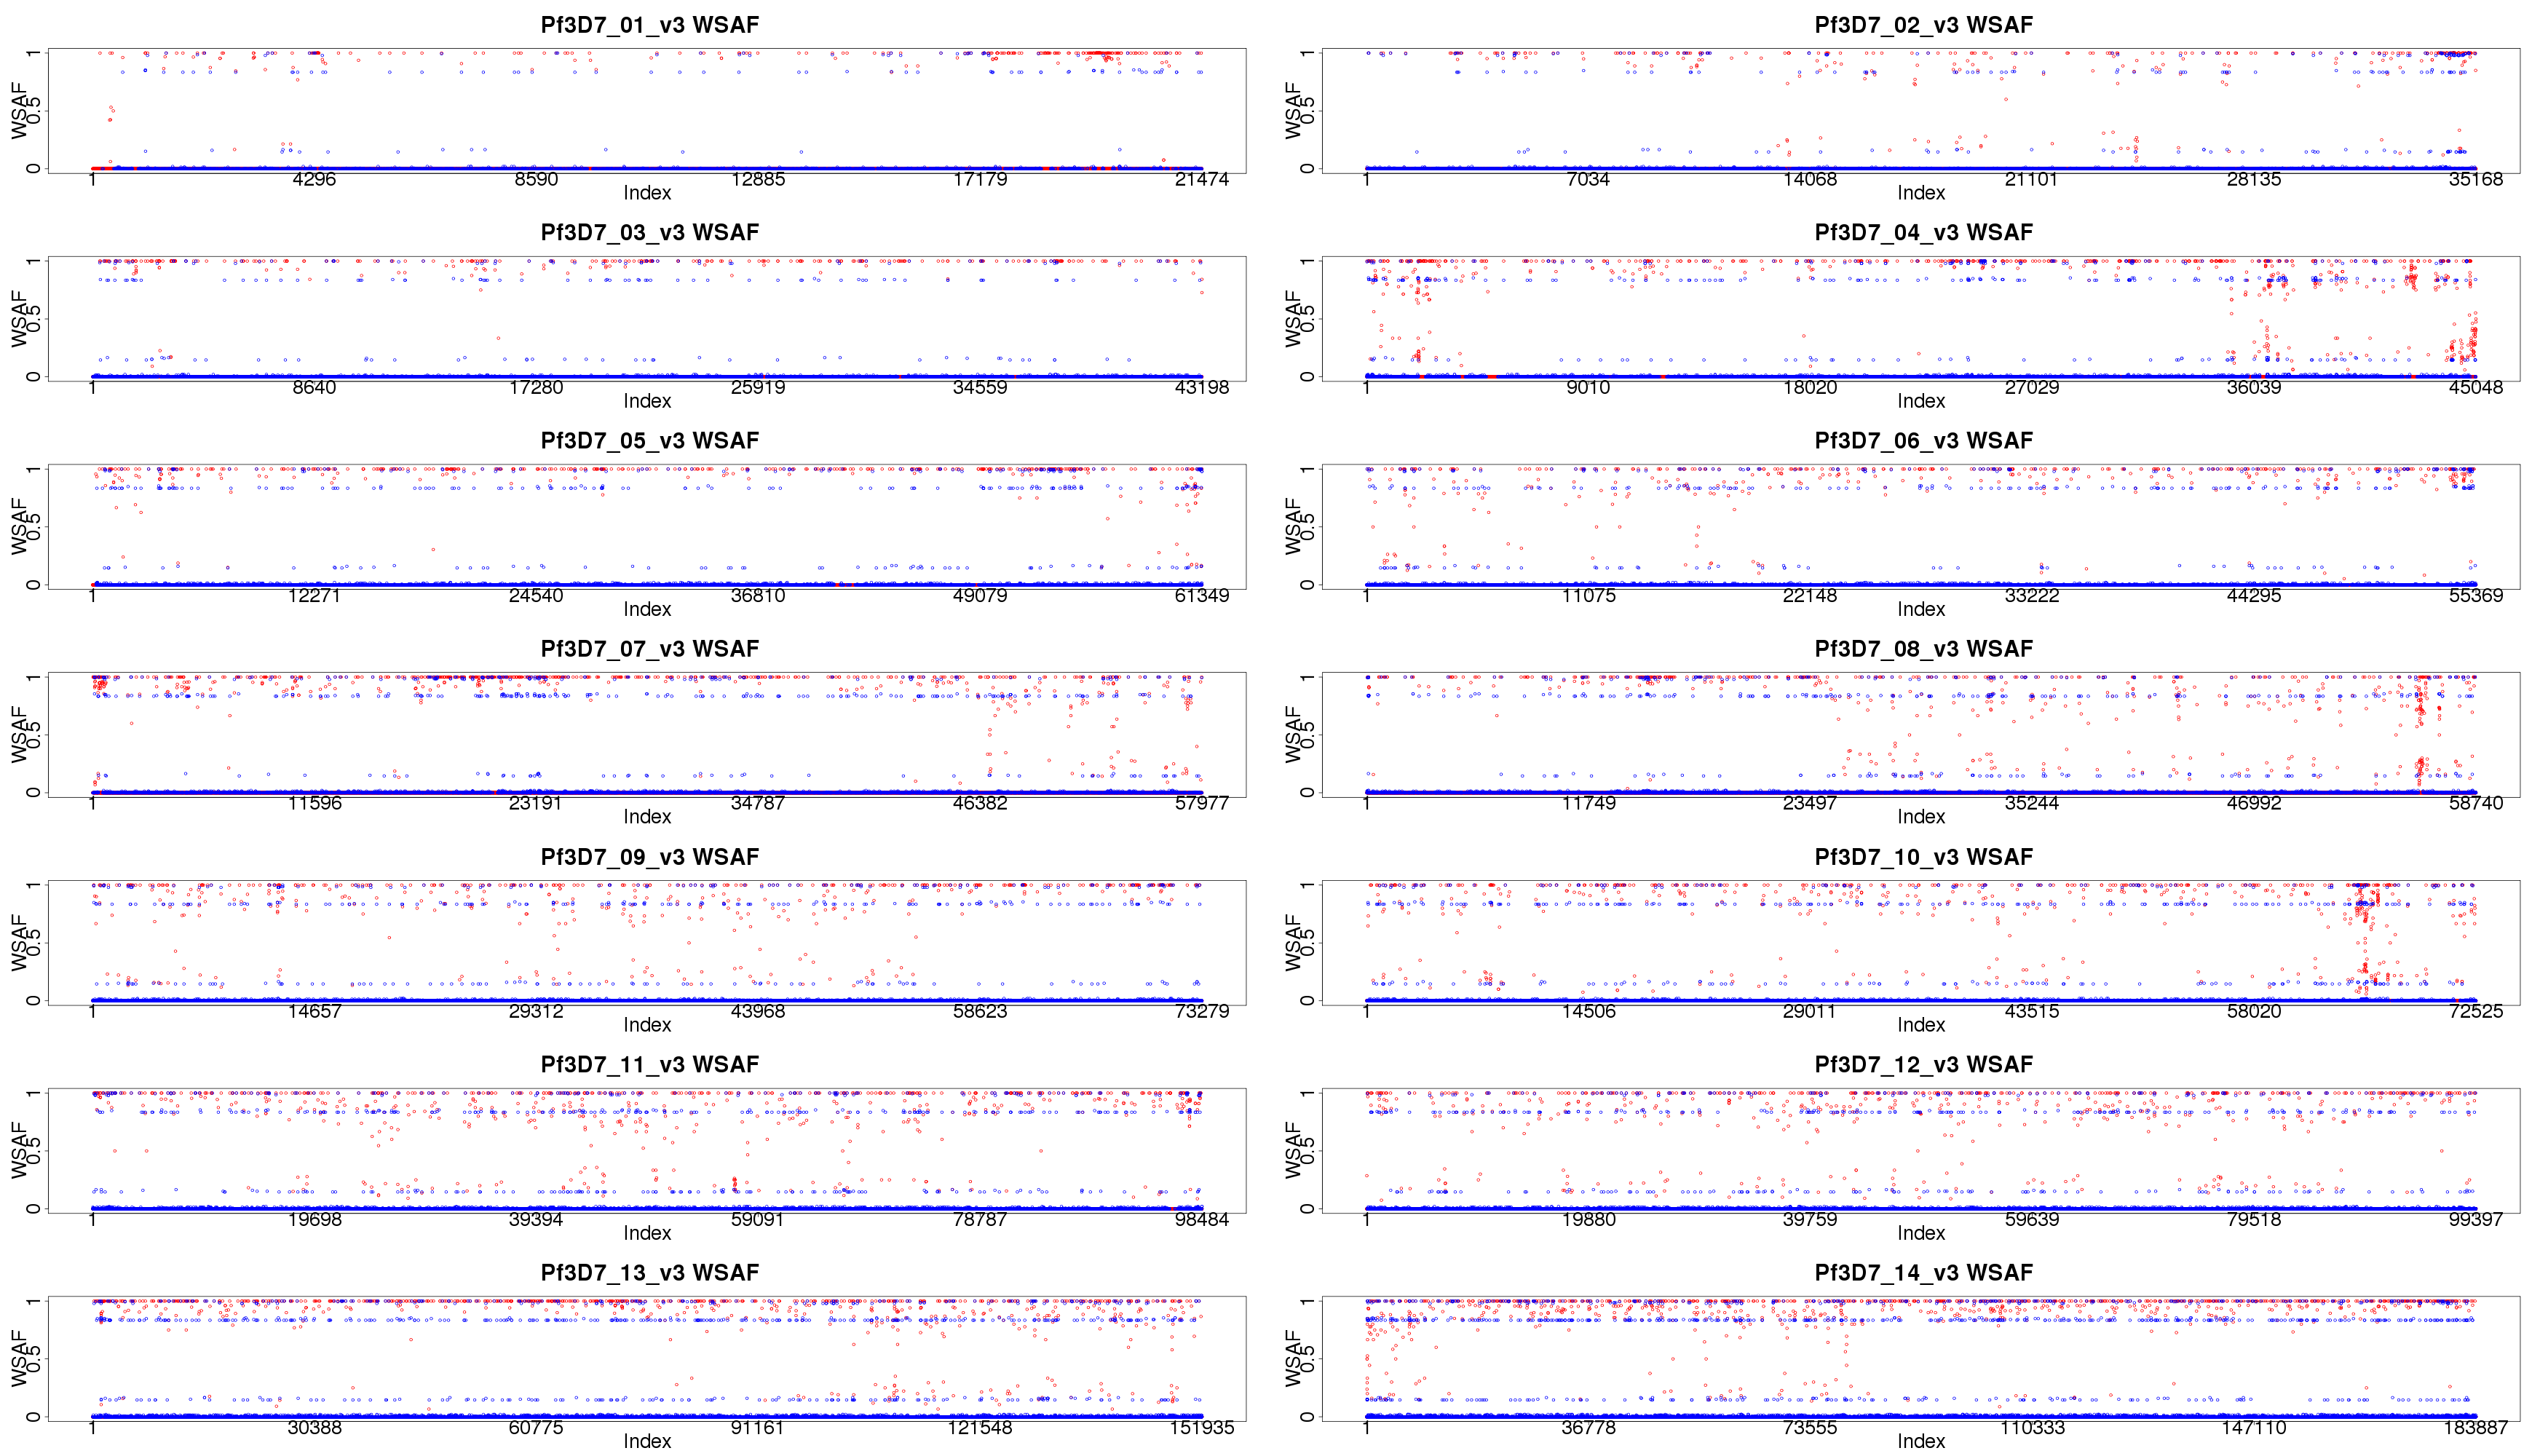 Pf3D7_01_v3 WSAF
WSAF
0 0.5 1
1 4296 8590 12885 17179 21474
Index
Pf3D7_02_v3 WSAF
WSAF
0 0.5 1
1 7034 14068 21101 28135 35168
Index
Pf3D7_03_v3 WSAF
WSAF
0 0.5 1
1 8640 17280 25919 34559 43198
Index
Pf3D7_04_v3 WSAF
WSAF
0 0.5 1
1 9010 18020 27029 36039 45048
Index
Pf3D7_05_v3 WSAF
WSAF
0 0.5 1
1 12271 24540 36810 49079 61349
Index
Pf3D7_06_v3 WSAF
WSAF
0 0.5 1
1 11075 22148 33222 44295 55369
Index
Pf3D7_07_v3 WSAF
WSAF
0 0.5 1
1 11596 23191 34787 46382 57977
Index
Pf3D7_08_v3 WSAF
WSAF
0 0.5 1
1 11749 23497 35244 46992 58740
Index
Pf3D7_09_v3 WSAF
WSAF
0 0.5 1
1 14657 29312 43968 58623 73279
Index
Pf3D7_10_v3 WSAF
WSAF
0 0.5 1
1 14506 29011 43515 58020 72525
Index
Pf3D7_11_v3 WSAF
WSAF
0 0.5 1
1 19698 39394 59091 78787 98484
Index
Pf3D7_12_v3 WSAF
WSAF
0 0.5 1
1 19880 39759 59639 79518 99397
Index
Pf3D7_13_v3 WSAF
WSAF
0 0.5 1
1 30388 60775 91161 121548 151935
Index
Pf3D7_14_v3 WSAF
WSAF
0 0.5 1
1 36778 73555 110333 147110 183887
Index